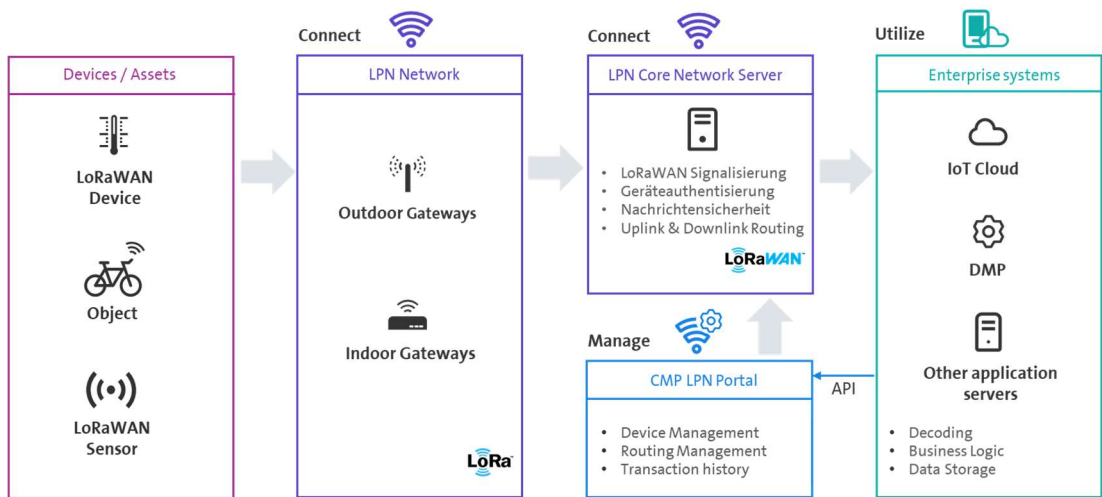 Connect
Connect
Utilize
Devices / Assets
LoRaWAN
Device
Object
LoRaWAN
Sensor
LPN Network
Outdoor Gateways
Indoor Gateways
LoRa™
LPN Core Network Server
• LoRaWAN Signalisierung
• Geräteauthentisierung
• Nachrichtensicherheit
• Uplink & Downlink Routing
LoRaWAN™
Manage
CMP LPN Portal
• Device Management
• Routing Management
• Transaction history
API
Enterprise systems
IoT Cloud
DMP
Other application
servers
• Decoding
• Business Logic
• Data Storage